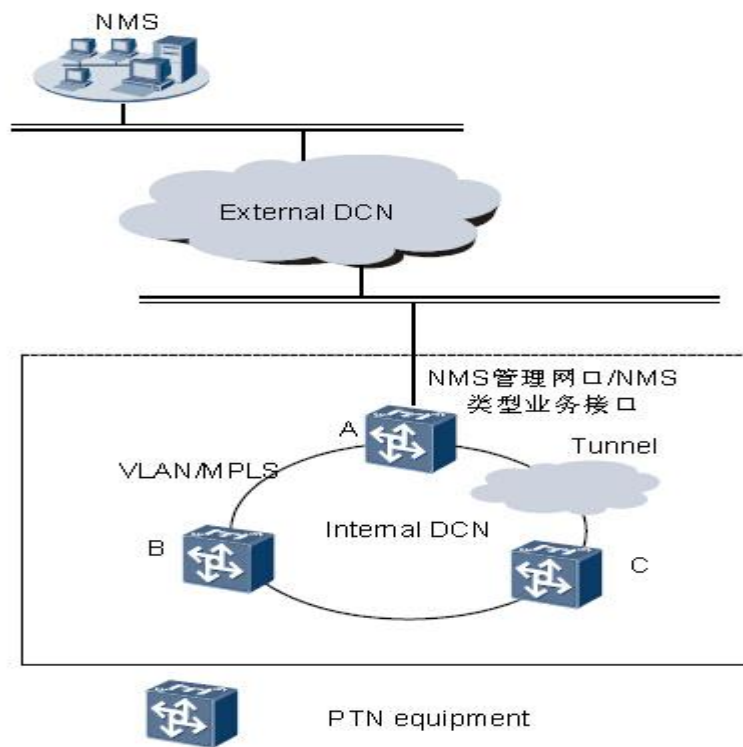 NMS
External DCN
NMS管理网口/NMS
类型业务接口
A
Tunnel
VLAN/MPLS
Internal DCN
B
C
PTN equipment